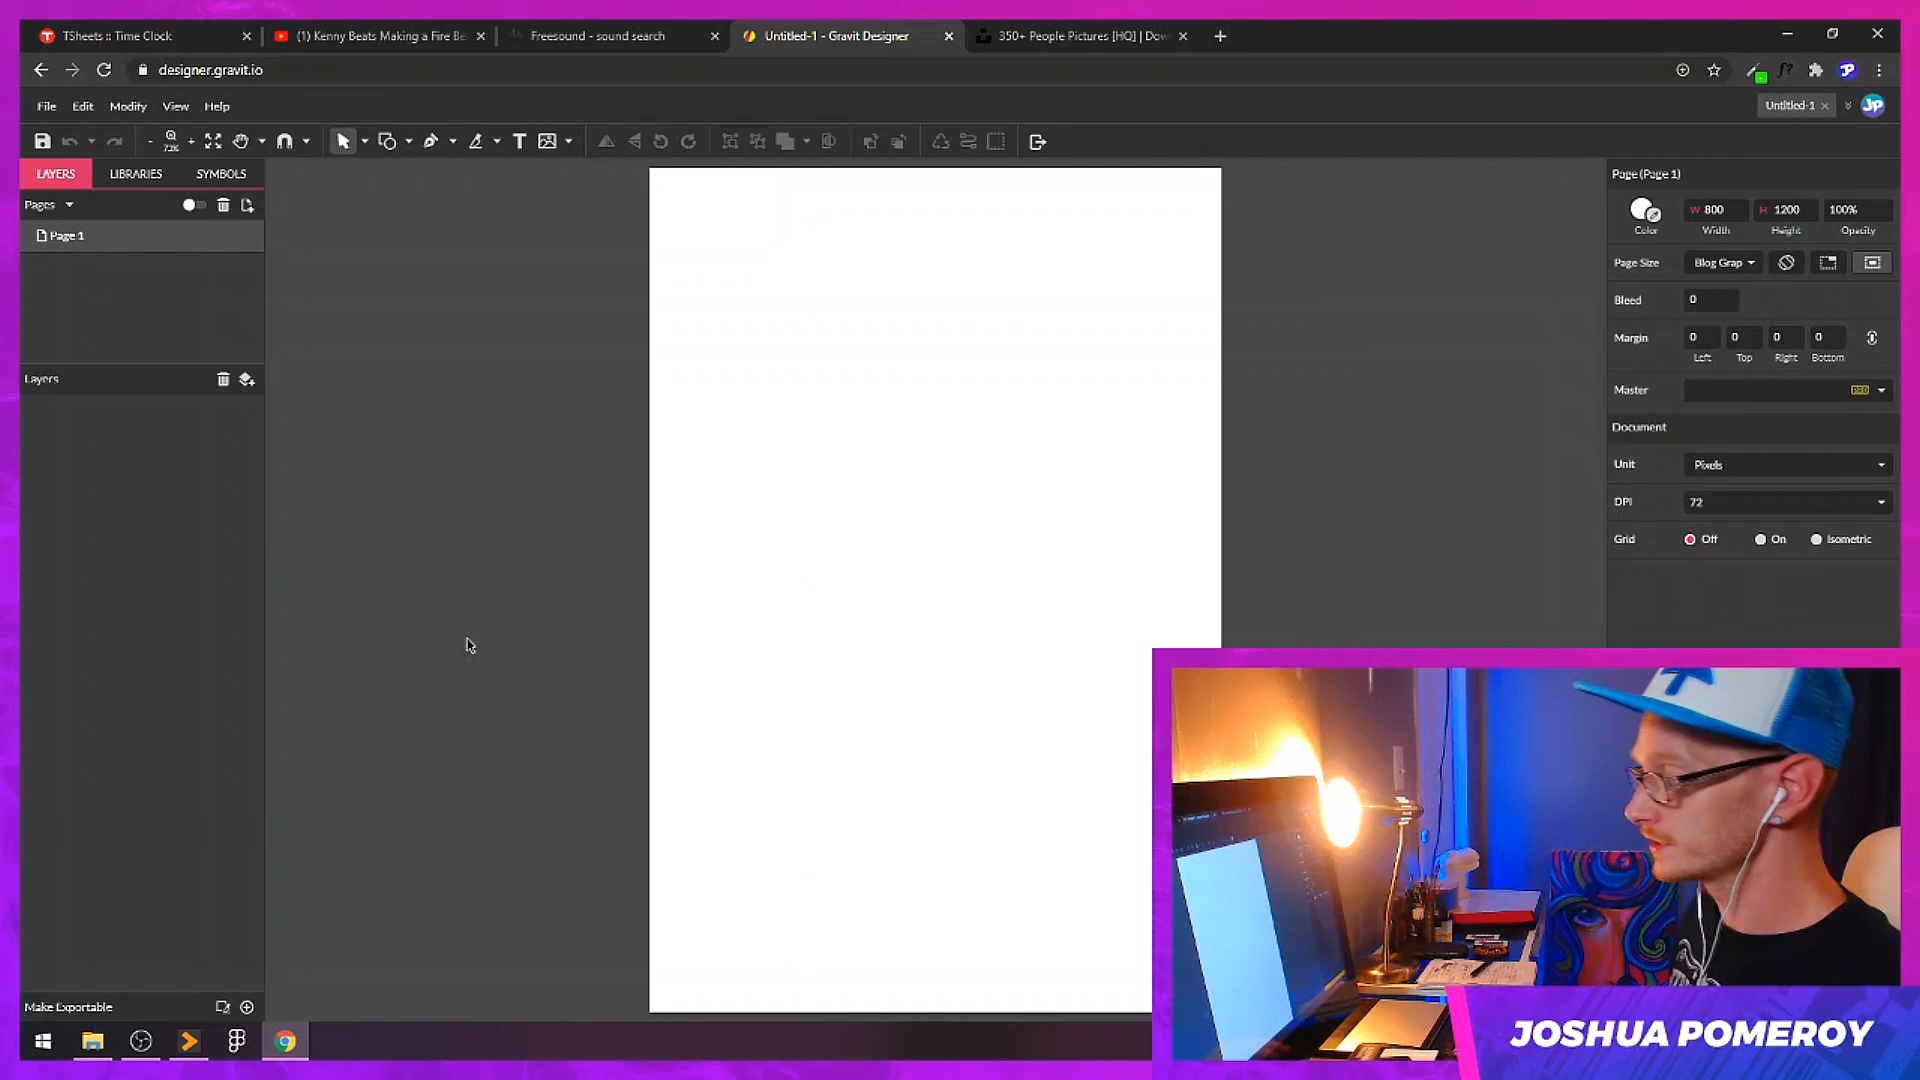 TSheets :: Time Clock
(1) Kenny Beats Making a Fire Be
Freesound - sound search
Untitled-1 - Gravit Designer
350+ People Pictures [HQ] | Dow
designer.gravit.io
File Edit Modify View Help
Untitled-1
JP
73%
LAYERS LIBRARIES SYMBOLS
Pages
Page 1
Layers
Make Exportable
Page (Page 1)
W 800 H 1200 100%
Color Width Height Opacity
Page Size Blog Grap
Bleed 0
Margin 0 0 0 0
Left Top Right Bottom
Master PRO
Document
Unit Pixels
DPI 72
Grid Off On Isometric
JOSHUA POMEROY